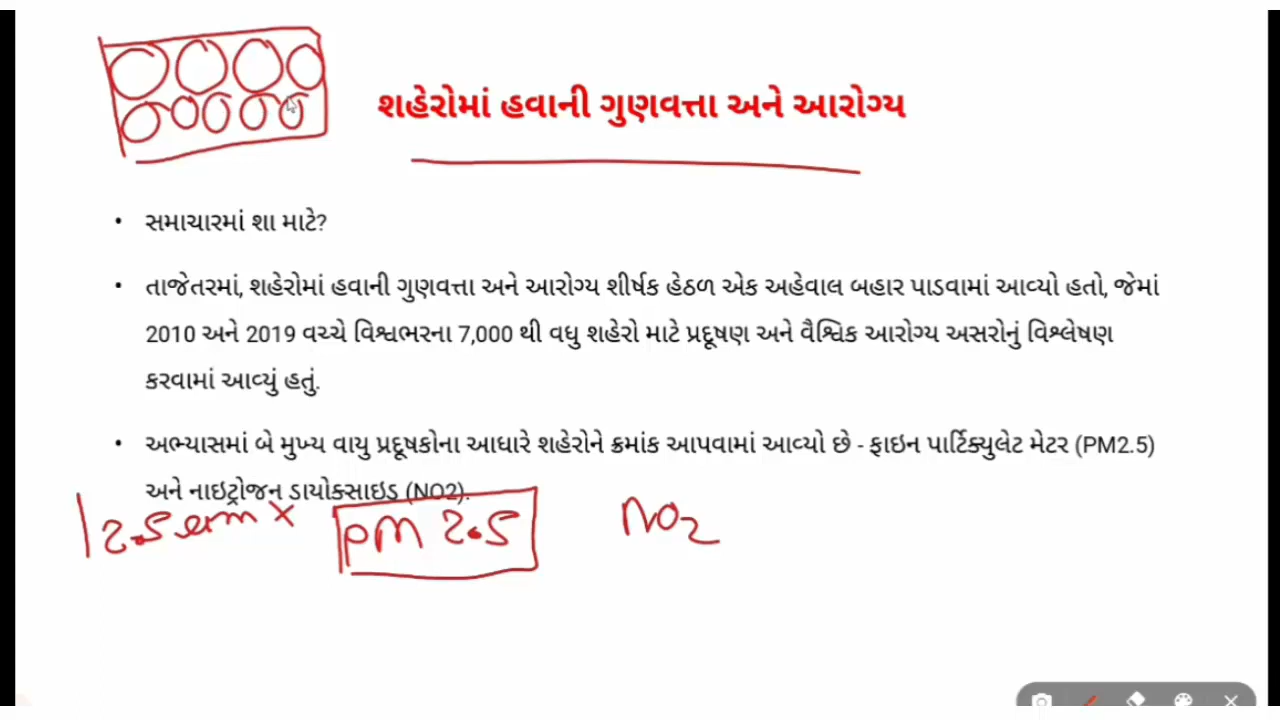 શહેરોમાં હવાની ગુણવત્તા અને આરોગ્ય
• સમાચારમાં શા માટે?
• તાજેતરમાં, શહેરોમાં હવાની ગુણવત્તા અને આરોગ્ય શીર્ષક હેઠળ એક અહેવાલ બહાર પાડવામાં આવ્યો હતો, જેમાં
2010 અને 2019 વચ્ચે વિશ્વભરના 7,000 થી વધુ શહેરો માટે પ્રદૂષણ અને વૈશ્વિક આરોગ્ય અસરોનું વિશ્લેષણ
કરવામાં આવ્યું હતું.
• અભ્યાસમાં બે મુખ્ય વાયુ પ્રદૂષકોના આધારે શહેરોને ક્રમાંક આપવામાં આવ્યો છે - ફાઇન પાર્ટિક્યુલેટ મેટર (PM2.5)
અને નાઇટ્રોજન ડાયોક્સાઇડ (NO2).
2.5 pM 2.5 NO2